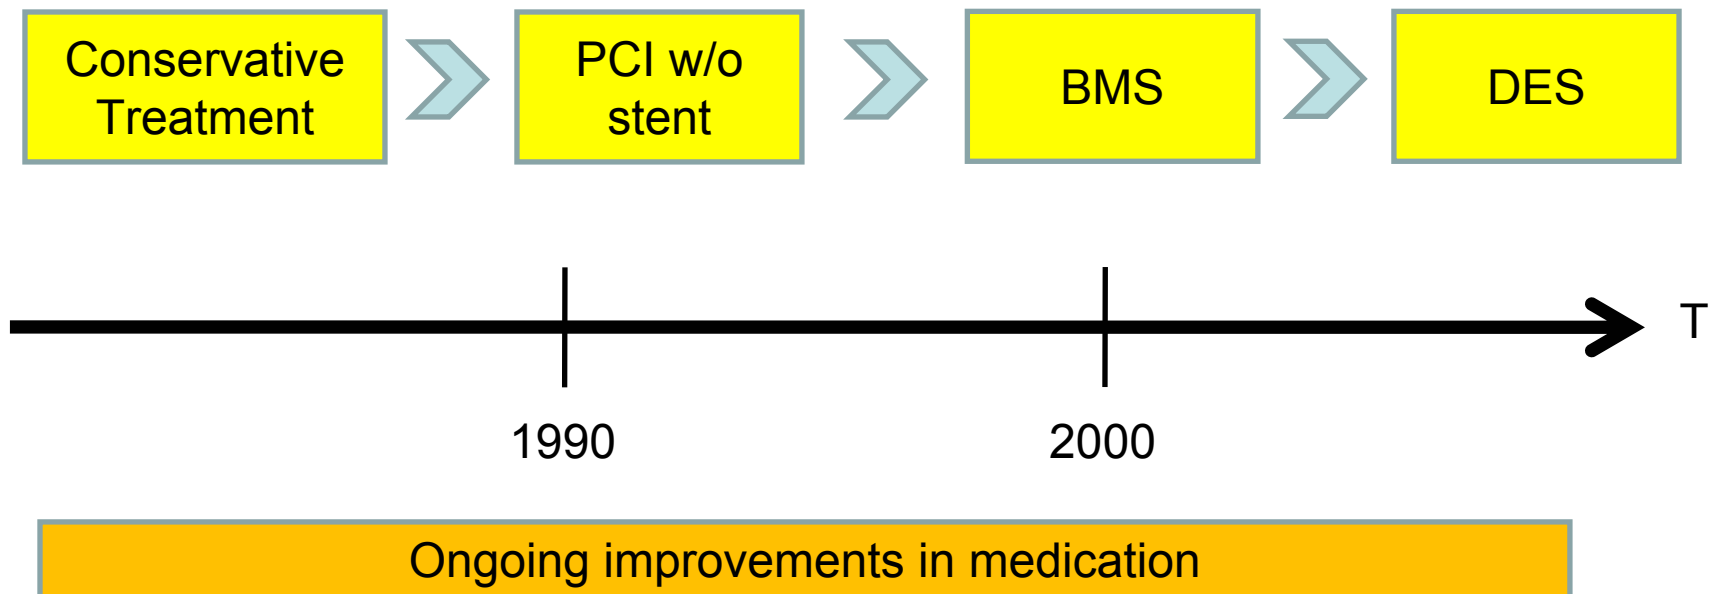 Conservative
Treatment
PCI w/o
stent
BMS
DES
T
1990
2000
Ongoing improvements in medication